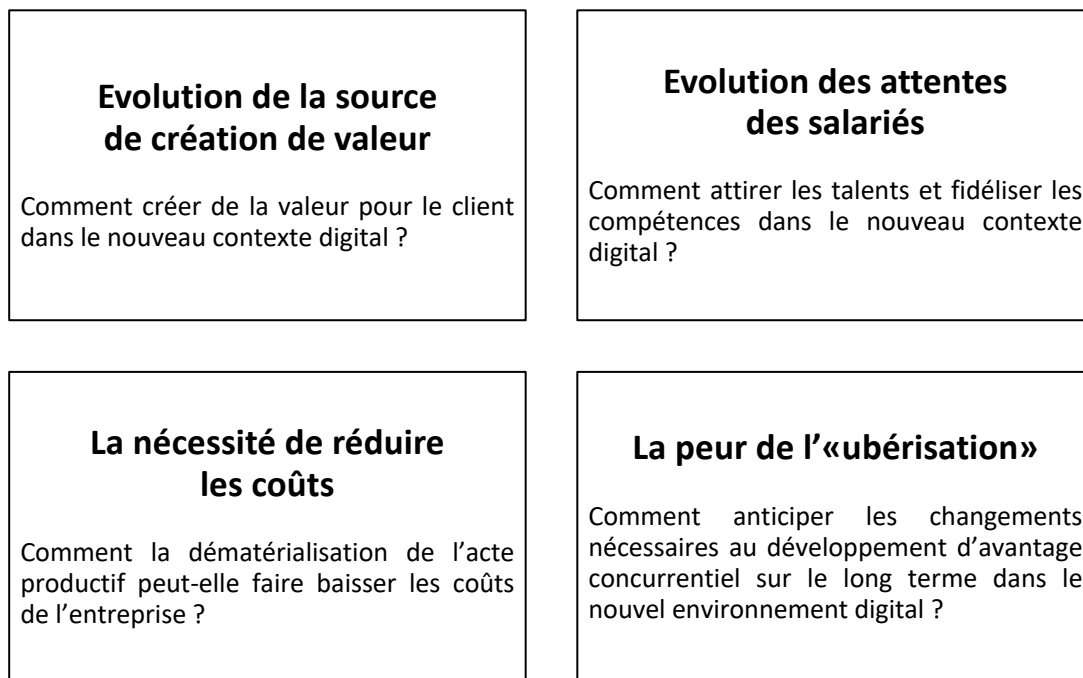 Evolution de la source
de création de valeur
Comment créer de la valeur pour le client
dans le nouveau contexte digital ?
Evolution des attentes
des salariés
Comment attirer les talents et fidéliser les
compétences dans le nouveau contexte
digital ?
La nécessité de réduire
les coûts
Comment la dématérialisation de l’acte
productif peut-elle faire baisser les coûts
de l’entreprise ?
La peur de l’«ubérisation»
Comment anticiper les changements
nécessaires au développement d’avantage
concurrentiel sur le long terme dans le
nouvel environnement digital ?